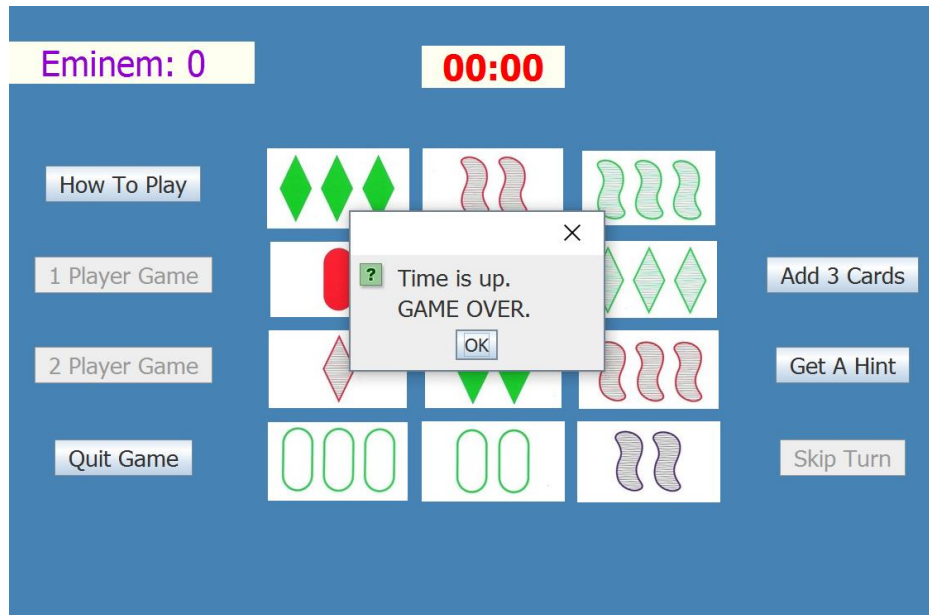 Eminem: 0
00:00
How To Play
1 Player Game
2 Player Game
Quit Game
?
Time is up.
GAME OVER.
OK
Add 3 Cards
Get A Hint
Skip Turn